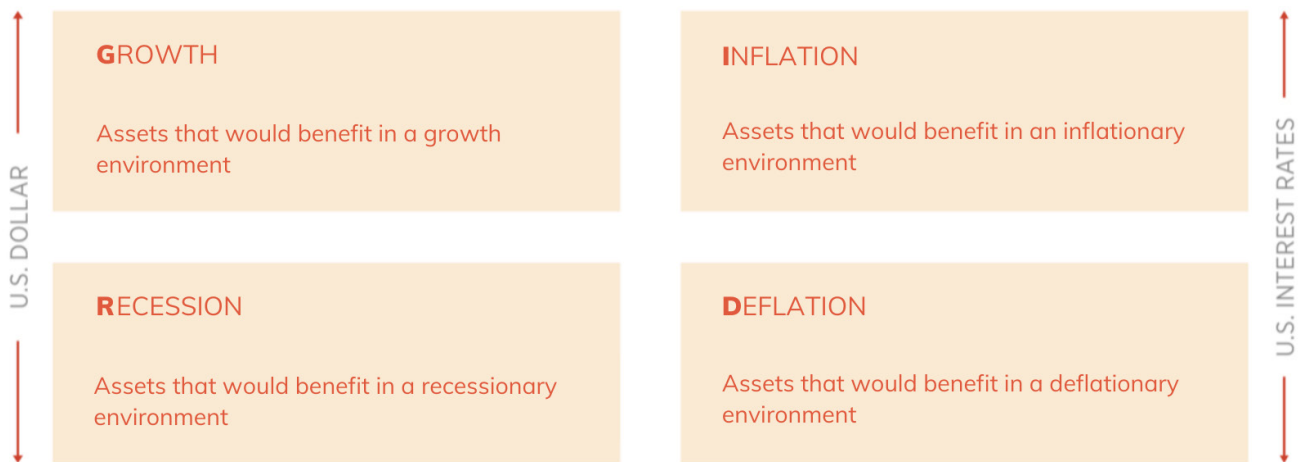 GROWTH
Assets that would benefit in a growth
environment
INFLATION
Assets that would benefit in an inflationary
environment
U.S. DOLLAR
U.S. INTEREST RATES
RECESSION
Assets that would benefit in a recessionary
environment
DEFLATION
Assets that would benefit in a deflationary
environment